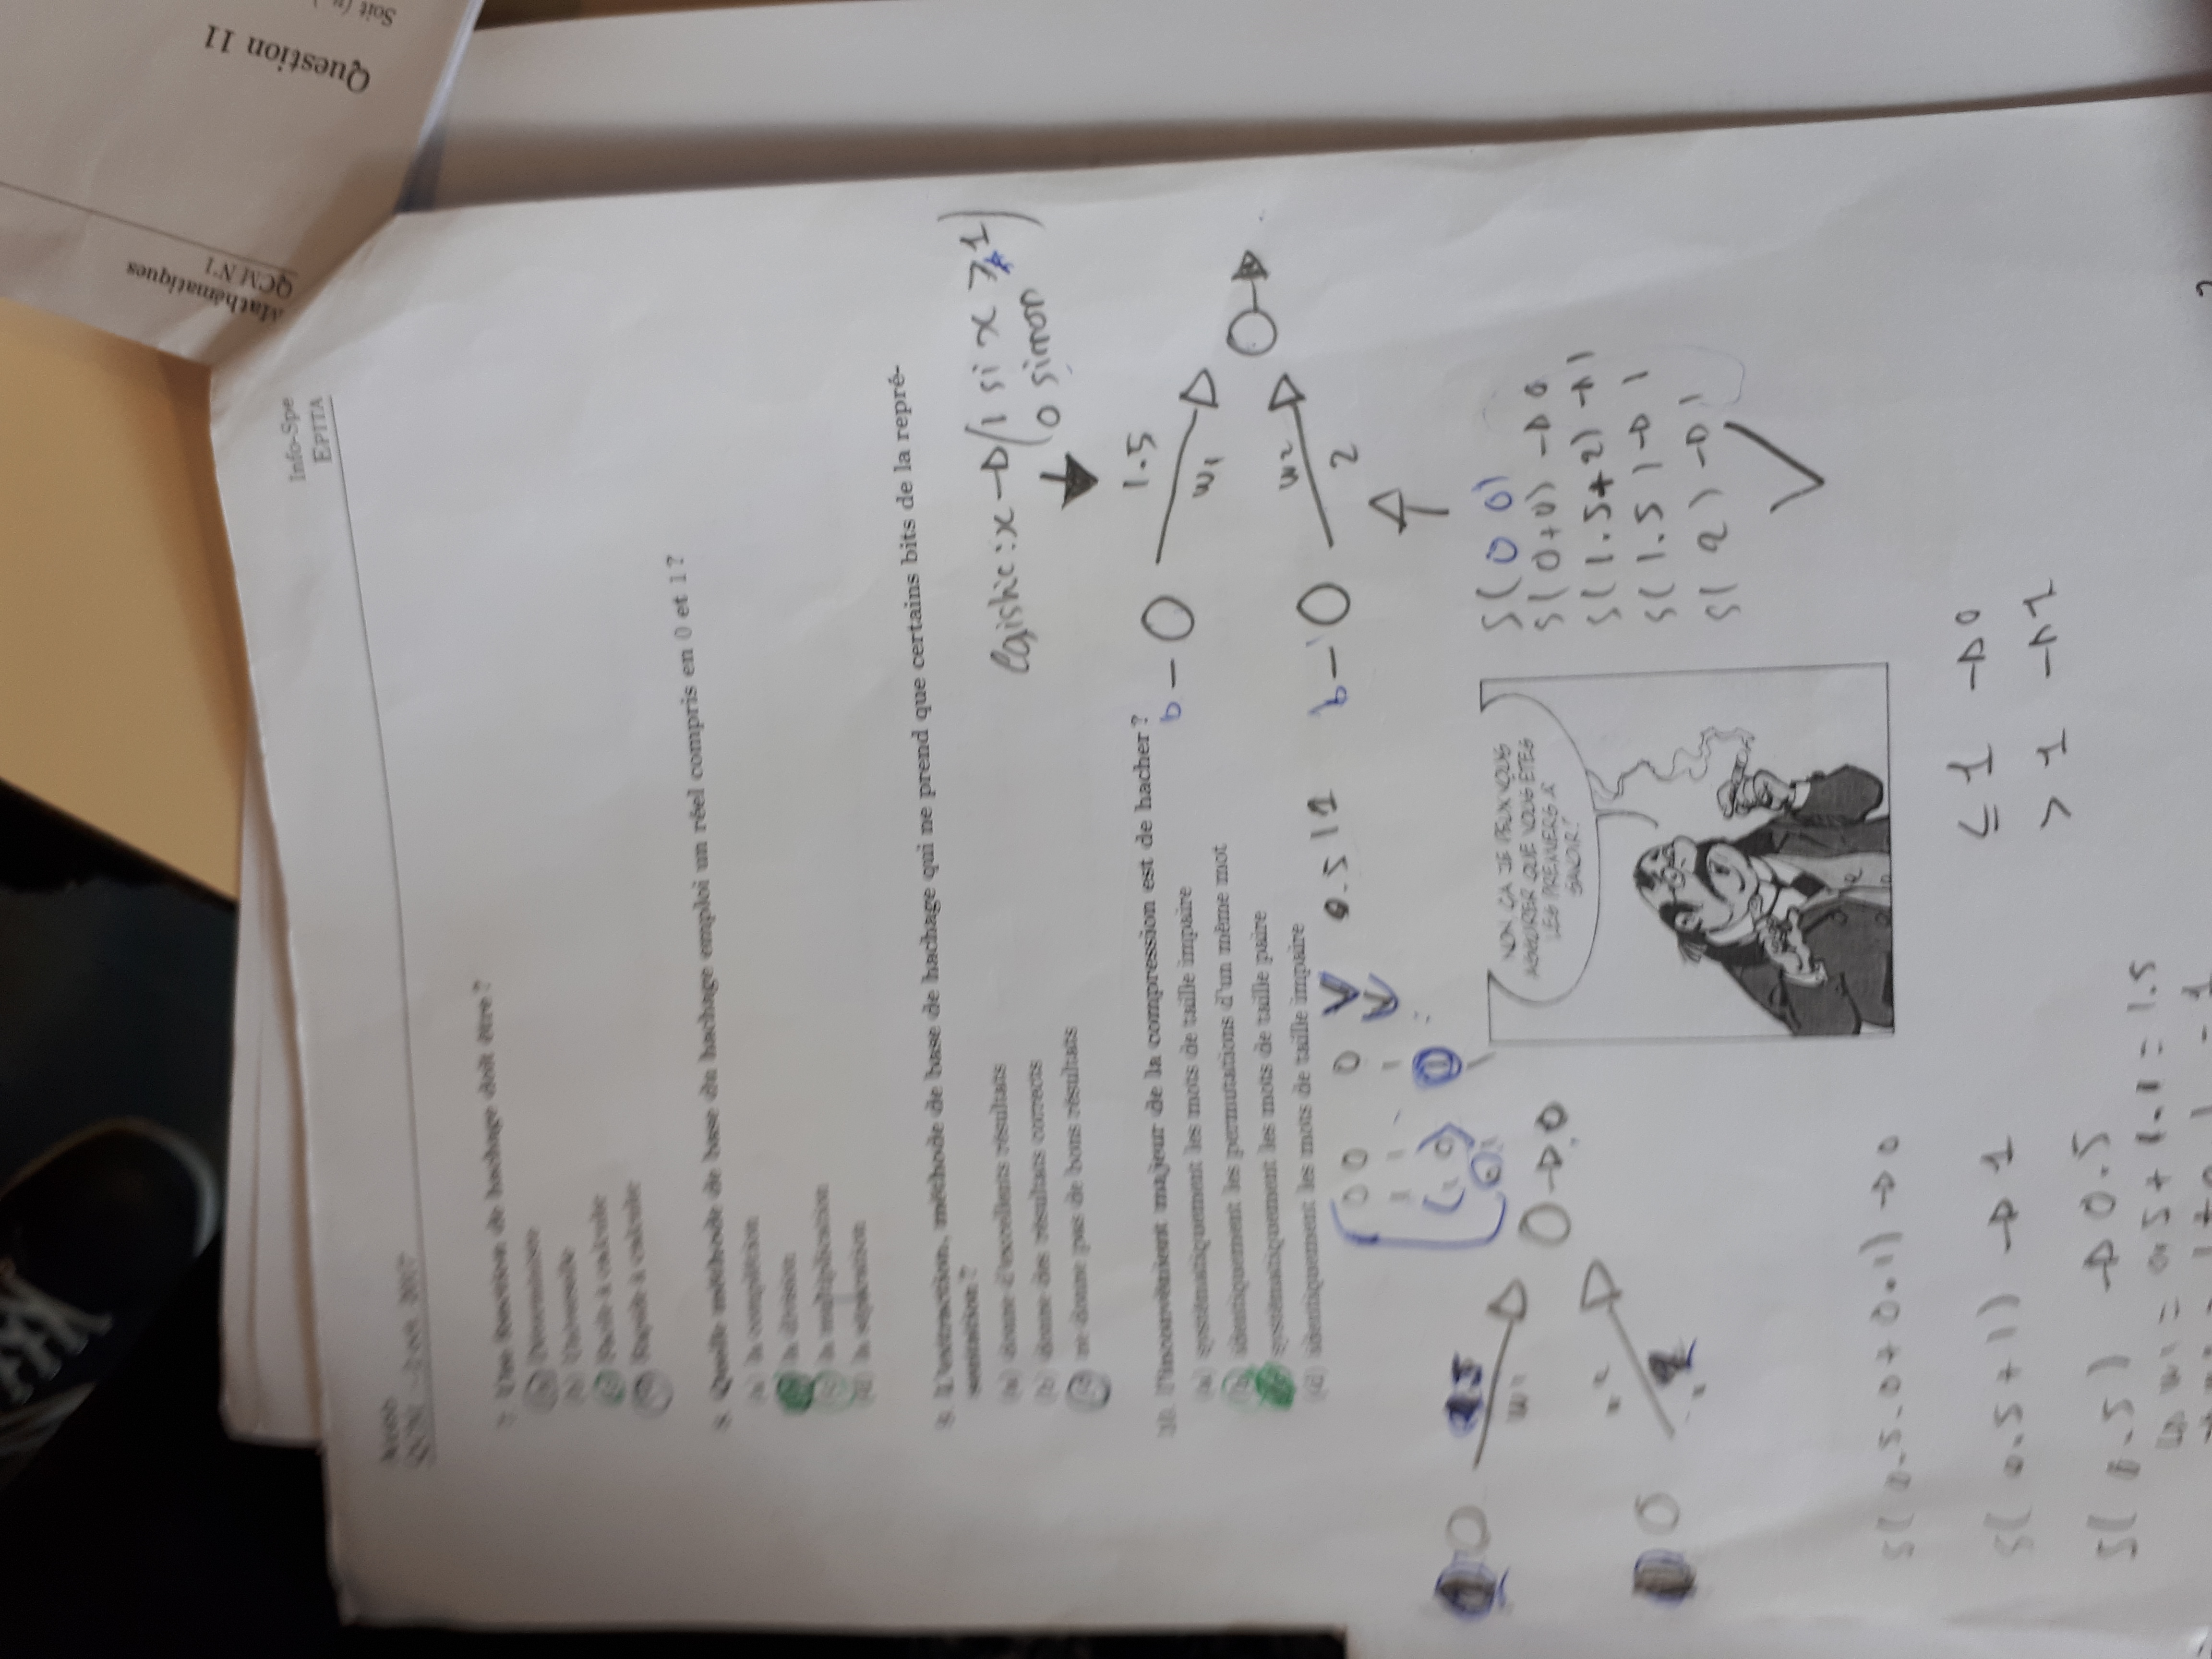 Mathématiques
QCM N°1
Question 11
Soit (u
Info-Spe
EPITA
QCM
2017
7. Une fonction de hachage doit être ?
(a) Déterministe
(b) Universelle
(c) Facile à calculer
(d) Rapide à calculer
8. Quelle méthode de base du hachage emploi un réel compris en 0 et 1 ?
(a) la complétion
(b) la division
(c) la multiplication
(d) la séparation
9. L'extraction, méthode de base de hachage qui ne prend que certains bits de la repré-
sentation ?
(a) donne d'excellents résultats
(b) donne des résultats corrects
(c) ne donne pas de bons résultats
logistic : x → (1 si x ≥ 1)
0 sinon
10. L'inconvénient majeur de la compression est de hacher ?
(a) systématiquement les mots de taille impaire
(b) identiquement les permutations d'un même mot
(c) systématiquement les mots de taille paire
(d) identiquement les mots de taille impaire
b
1.5
w1
b
w2
2
0.5 | 1
0 0 0
1 1 1
1 0
0 1 1
w1
→ 0
S(0 0)
S(0+0) → 0
S(1.5+2) → 1
S(1.5) → 1
S(2) → 1
NON ÇA JE PEUX VOUS
ASSURER QUE VOUS ÊTES
LES PREMIERS À
SAVOIR !
≤ 1 → 0
> 1 → 1
S(0.5·0+0.1) → 0
S(0.5+1) → 1
S(0.5) → 0.5
w1 = 0.5+1.1 = 1.5